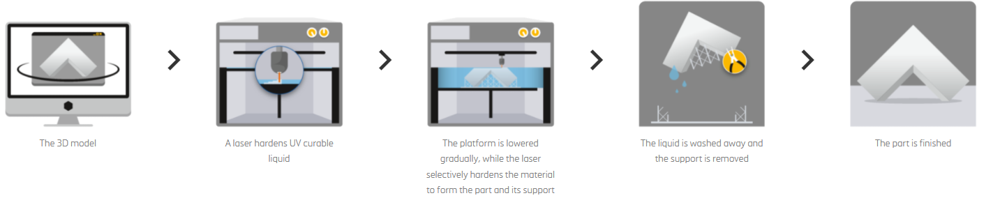 The 3D model
A laser hardens UV curable
liquid
The platform is lowered
gradually, while the laser
selectively hardens the material
to form the part and its support
The liquid is washed away and
the support is removed
The part is finished